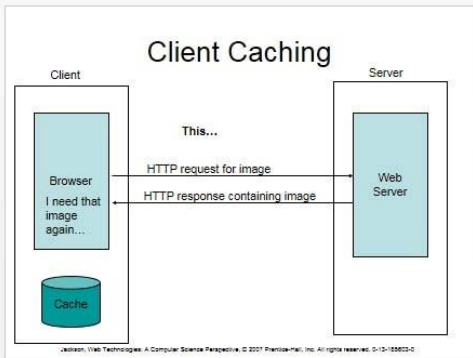 Client Caching
Client
Server
This…
HTTP request for image
HTTP response containing image
Browser
I need that
image
again…
Web
Server
Cache
Jackson, Web Technologies: A Computer Science Perspective, © 2007 Prentice-Hall, Inc. All rights reserved. 0-13-185603-0